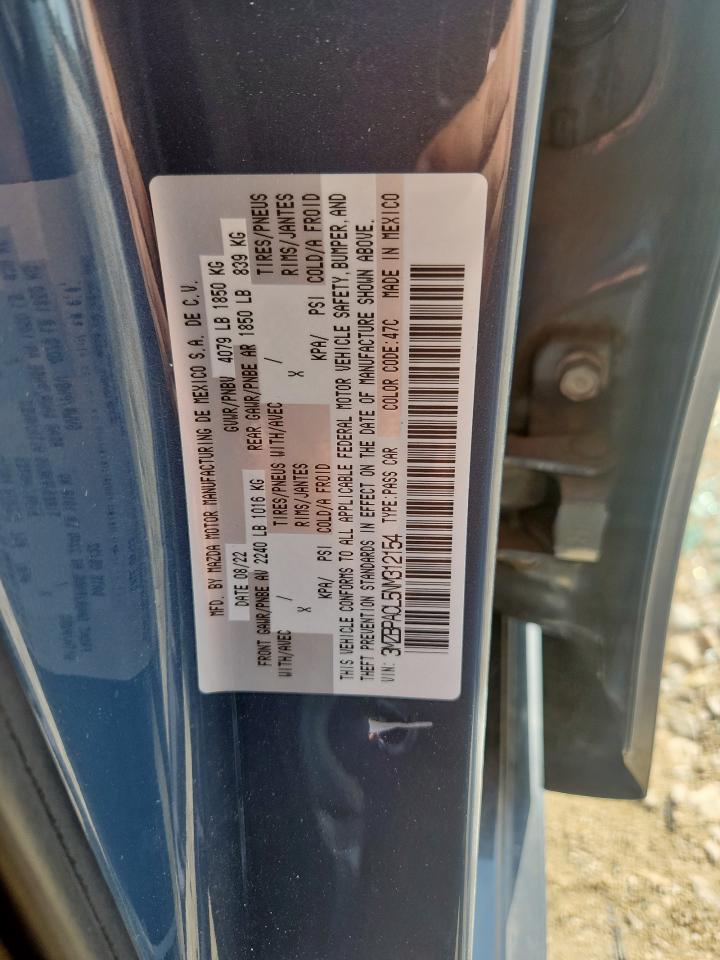 MFD. BY MAZDA MOTOR MANUFACTURING DE MEXICO S.A. DE C.V.
DATE 08/22 GVWR/PNBV 4079 LB 1850 KG
FRONT GAWR/PNBE AV 2240 LB 1016 KG REAR GAWR/PNBE AR 1850 LB 839 KG
WITH/AVEC / TIRES/PNEUS WITH/AVEC / TIRES/PNEUS
X RIMS/JANTES X RIMS/JANTES
KPA/ PSI COLD/A FROID KPA/ PSI COLD/A FROID
THIS VEHICLE CONFORMS TO ALL APPLICABLE FEDERAL MOTOR VEHICLE SAFETY, BUMPER, AND
THEFT PREVENTION STANDARDS IN EFFECT ON THE DATE OF MANUFACTURE SHOWN ABOVE.
VIN: 3MZBPACL5NM312154 TYPE:PASS CAR COLOR CODE:47C MADE IN MEXICO